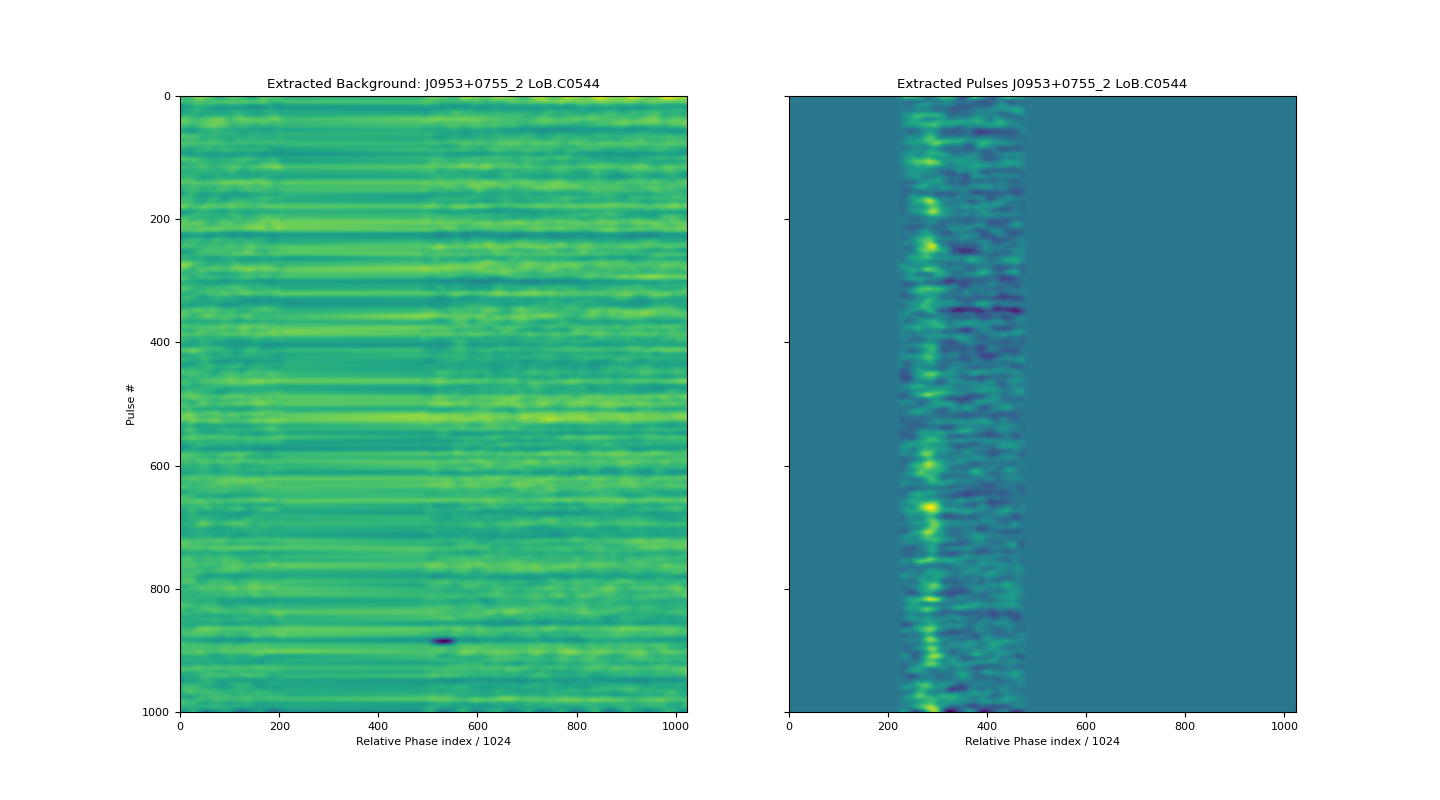 Extracted Background: J0953+0755_2 LoB.C0544
Extracted Pulses J0953+0755_2 LoB.C0544
Pulse #
0
200
400
600
800
1000
0 200 400 600 800 1000
Relative Phase index / 1024
0 200 400 600 800 1000
Relative Phase index / 1024